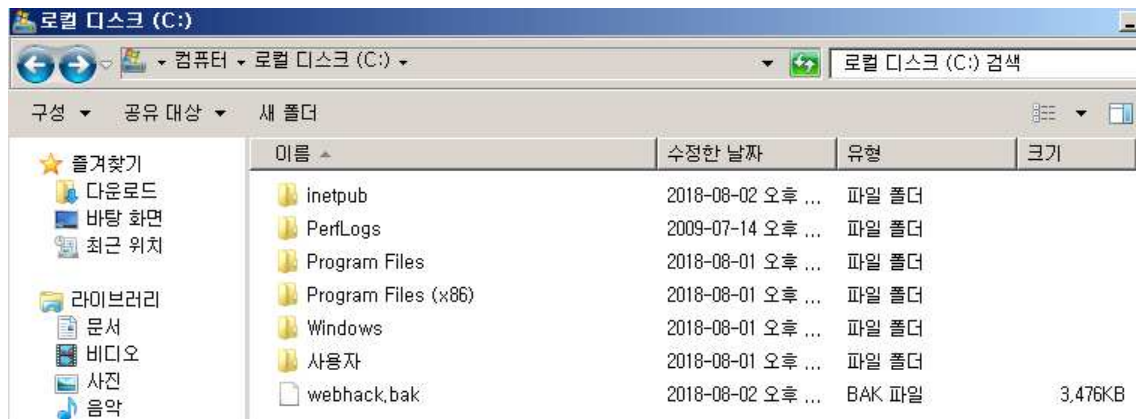 로컬 디스크 (C:)
컴퓨터 로컬 디스크 (C:) 로컬 디스크 (C:) 검색
구성 공유 대상 새 폴더
즐겨찾기
다운로드
바탕 화면
최근 위치
라이브러리
문서
비디오
사진
음악
이름 수정한 날짜 유형 크기
inetpub 2018-08-02 오후 ... 파일 폴더
PerfLogs 2009-07-14 오후 ... 파일 폴더
Program Files 2018-08-01 오후 ... 파일 폴더
Program Files (x86) 2018-08-01 오후 ... 파일 폴더
Windows 2018-08-01 오후 ... 파일 폴더
사용자 2018-08-01 오후 ... 파일 폴더
webhack.bak 2018-08-02 오후 ... BAK 파일 3,476KB